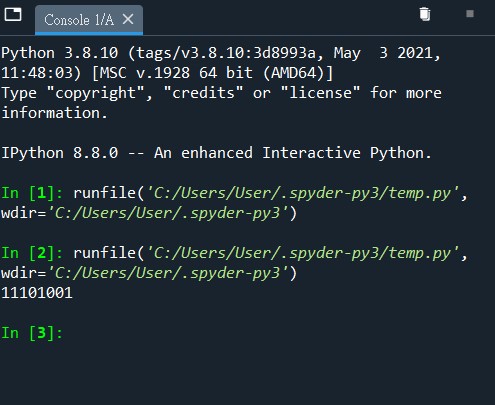 Console 1/A
Python 3.8.10 (tags/v3.8.10:3d8993a, May  3 2021,
11:48:03) [MSC v.1928 64 bit (AMD64)]
Type "copyright", "credits" or "license" for more
information.
IPython 8.8.0 -- An enhanced Interactive Python.
In [1]: runfile('C:/Users/User/.spyder-py3/temp.py',
wdir='C:/Users/User/.spyder-py3')
In [2]: runfile('C:/Users/User/.spyder-py3/temp.py',
wdir='C:/Users/User/.spyder-py3')
11101001
In [3]: